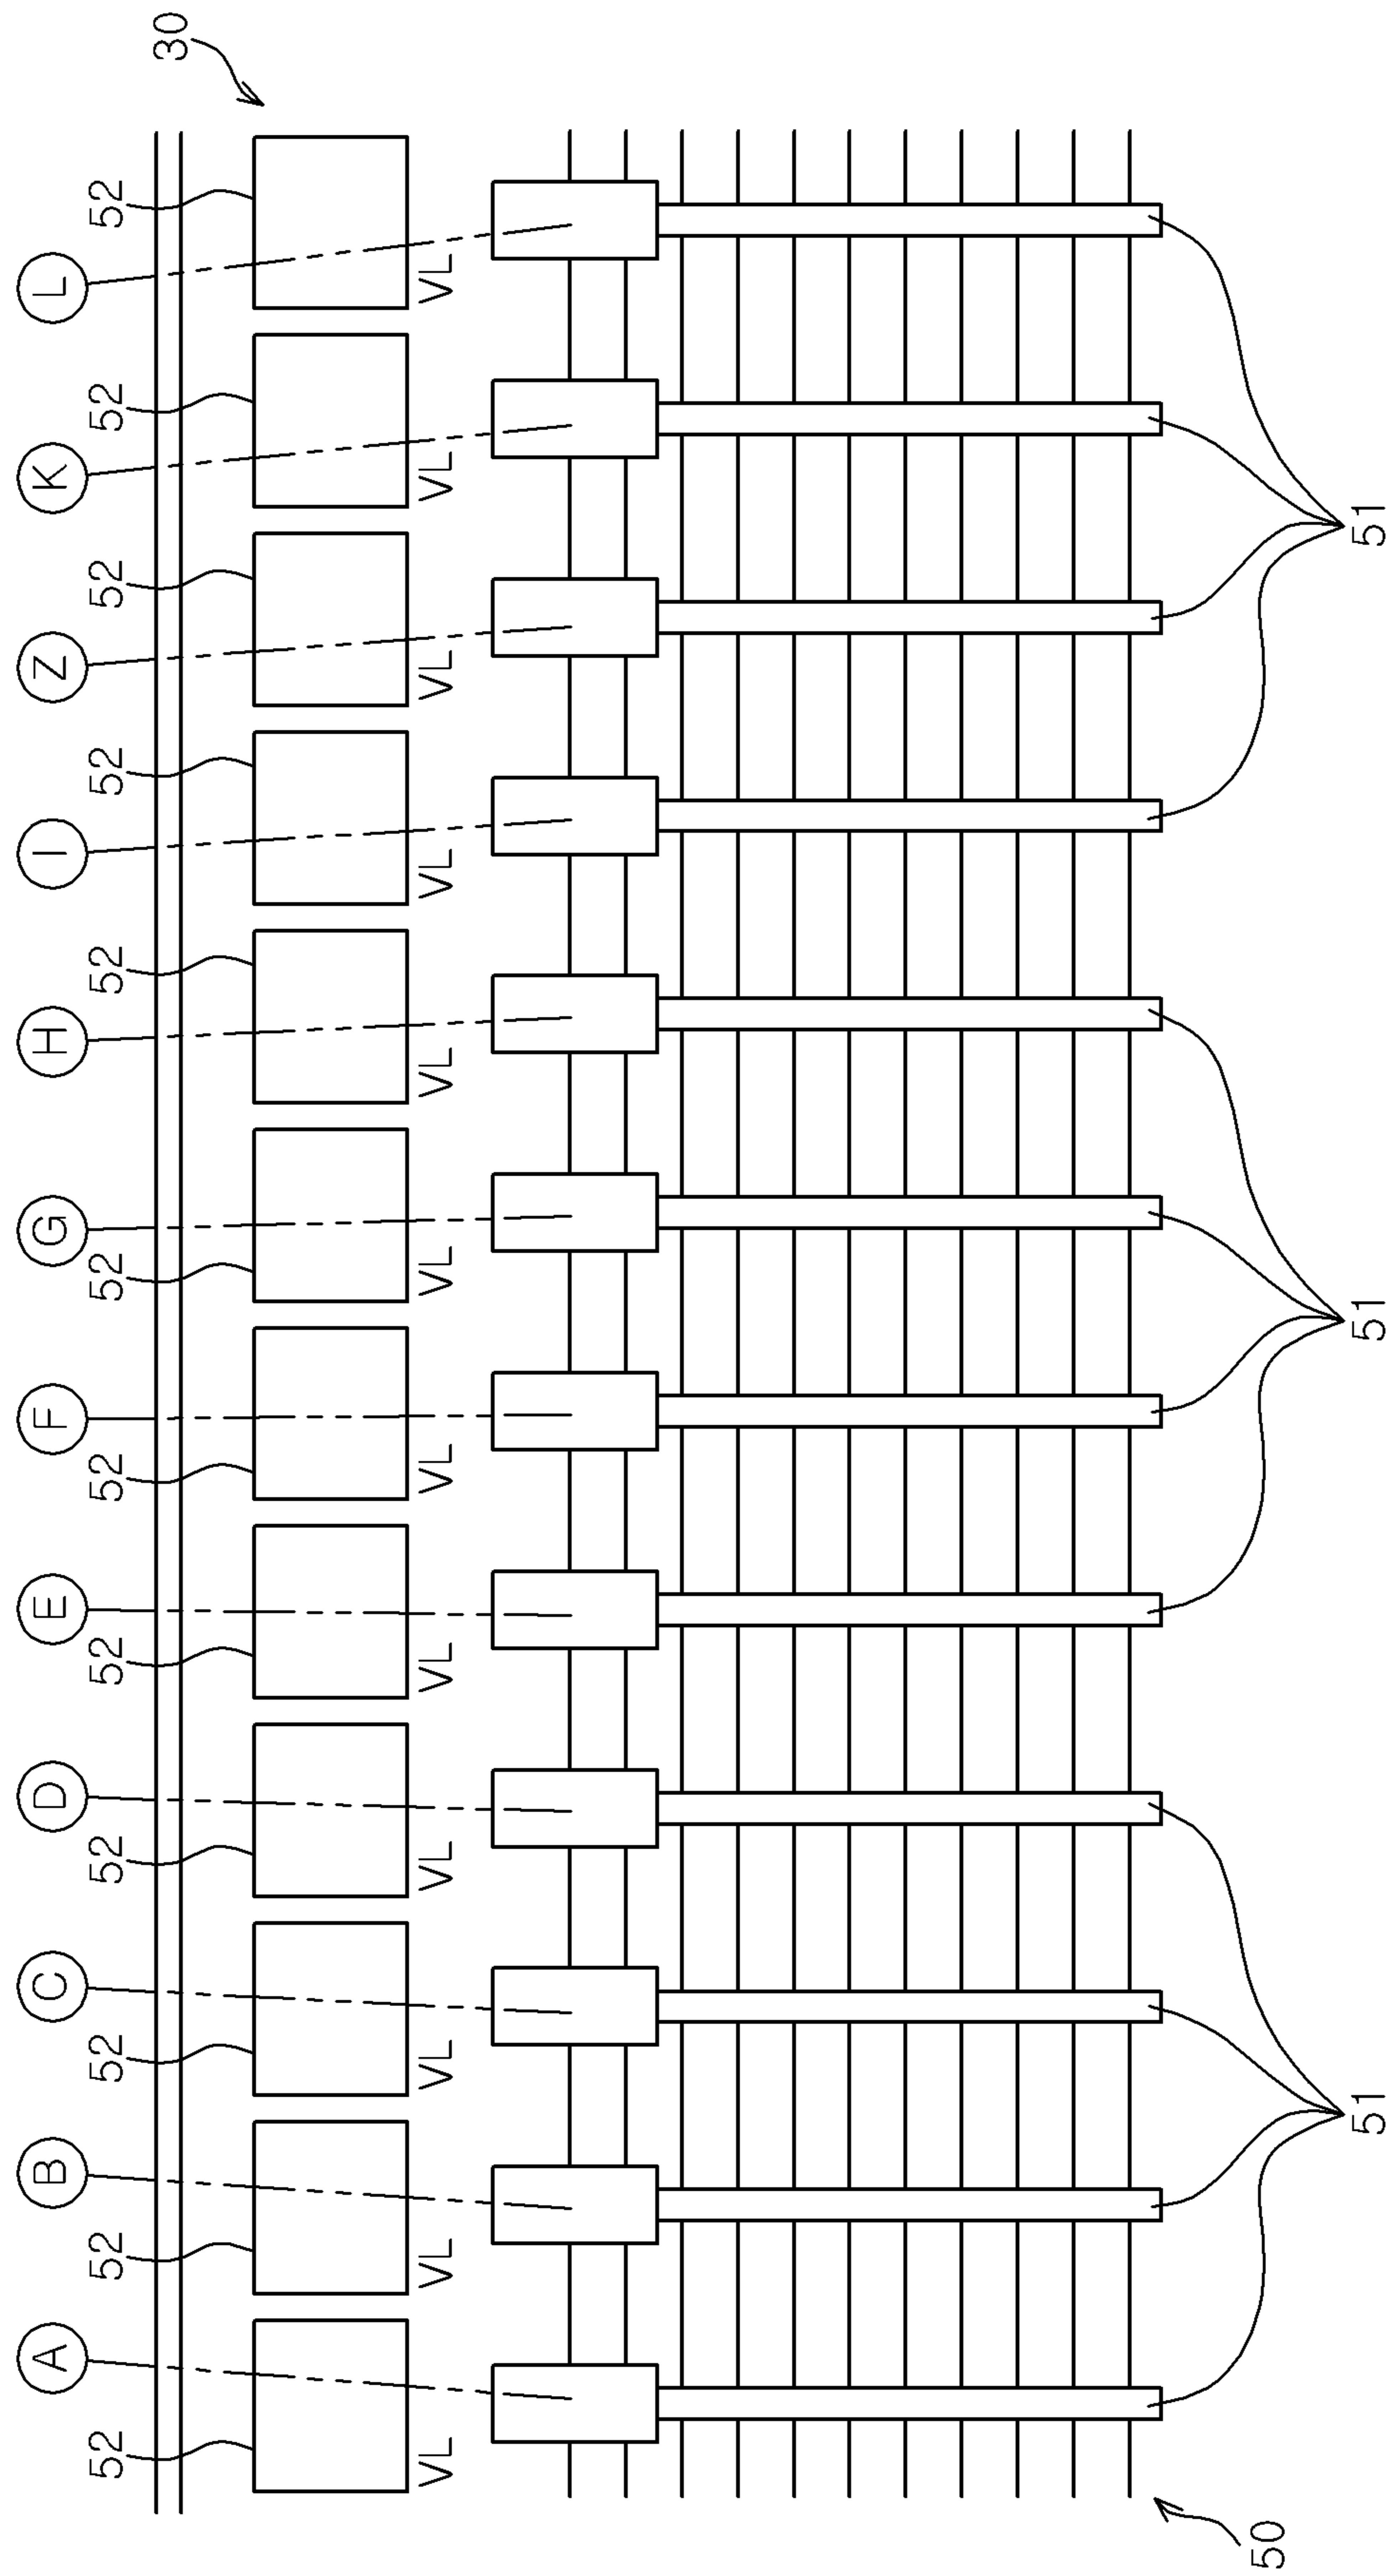 A B C D E F G H I Z K L
52 52 52 52 52 52 52 52 52 52 52 52
30
VL VL VL VL VL VL VL VL VL VL VL VL
50
51 51 51